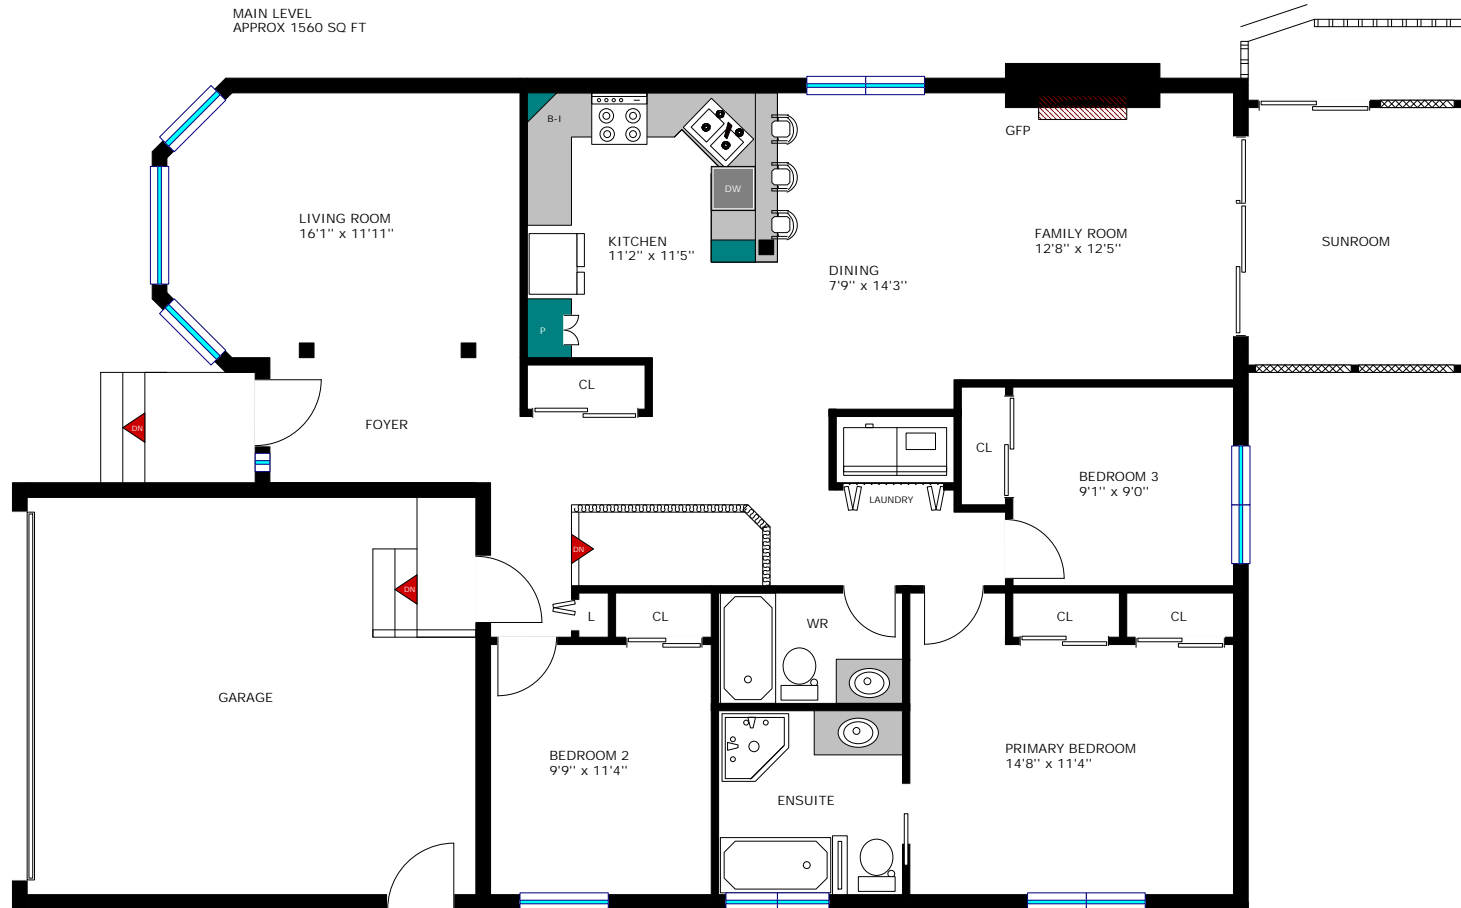 MAIN LEVEL
APPROX 1560 SQ FT
B-I
GFP
DW
LIVING ROOM
16'1" x 11'11"
KITCHEN
11'2" x 11'5"
FAMILY ROOM
12'8" x 12'5"
SUNROOM
DINING
7'9" x 14'3"
P
CL
FOYER
DN
CL
BEDROOM 3
9'1" x 9'0"
LAUNDRY
DN
DN
L
CL
WR
CL
CL
GARAGE
BEDROOM 2
9'9" x 11'4"
PRIMARY BEDROOM
14'8" x 11'4"
ENSUITE